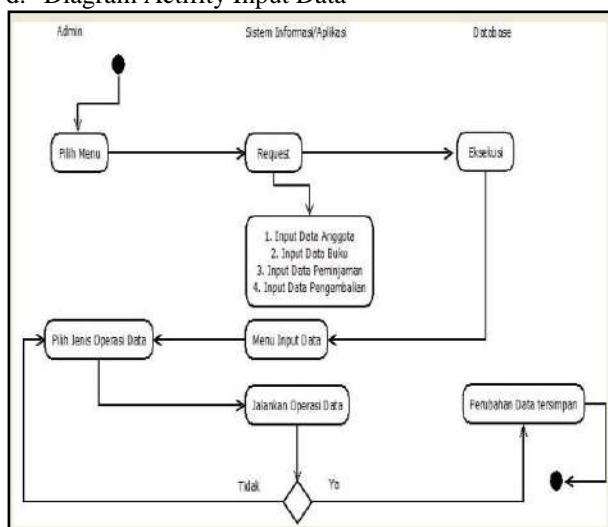 d. Diagram Activity Input Data
Admin
Sistem Informasi/Aplikasi
Database
Pilih Menu
Request
Eksekusi
1. Input Data Anggota
2. Input Data Buku
3. Input Data Peminjaman
4. Input Data Pengembalian
Pilih Jenis Operasi Data
Menu Input Data
Jalankan Operasi Data
Perubahan Data tersimpan
Tidak
Ya